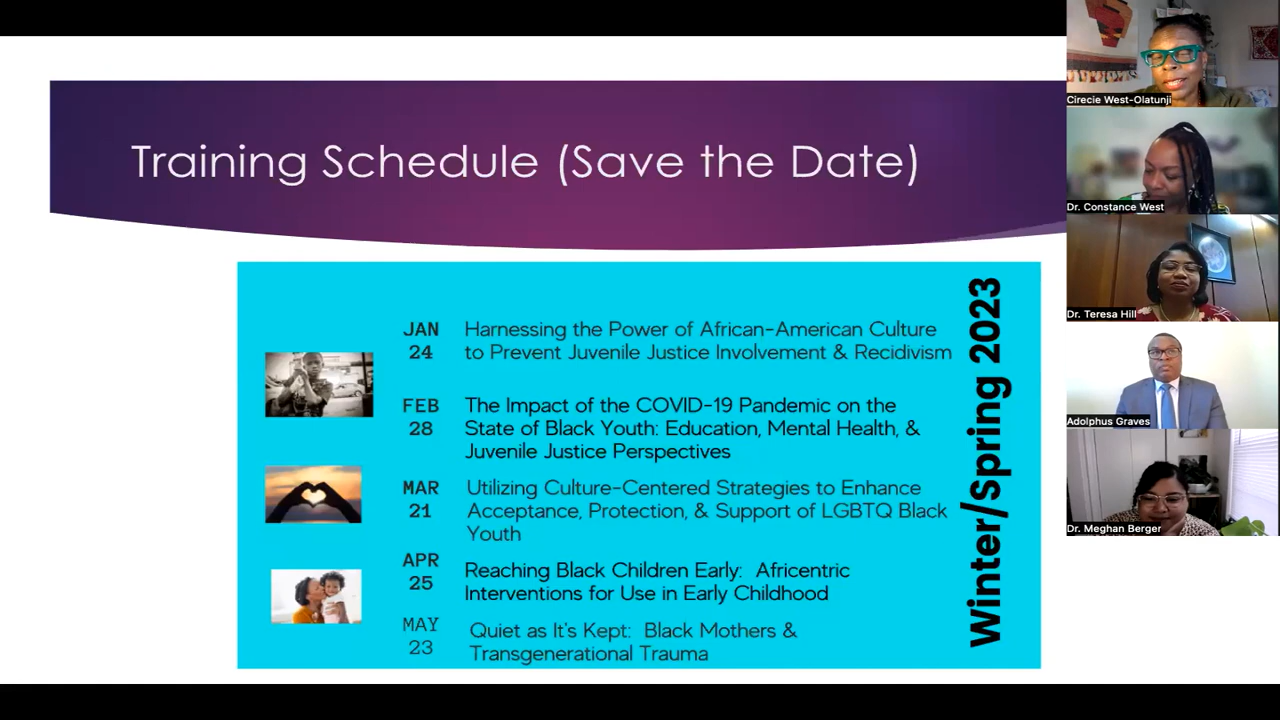 Training Schedule (Save the Date)
JAN
24
Harnessing the Power of African-American Culture
to Prevent Juvenile Justice Involvement & Recidivism
FEB
28
The Impact of the COVID-19 Pandemic on the
State of Black Youth: Education, Mental Health, &
Juvenile Justice Perspectives
MAR
21
Utilizing Culture-Centered Strategies to Enhance
Acceptance, Protection, & Support of LGBTQ Black
Youth
APR
25
Reaching Black Children Early: Africentric
Interventions for Use in Early Childhood
MAY
23
Quiet as It's Kept: Black Mothers &
Transgenerational Trauma
Winter/Spring 2023
Cirecie West-Olatunji
Dr. Constance West
Dr. Teresa Hill
Adolphus Graves
Dr. Meghan Berger